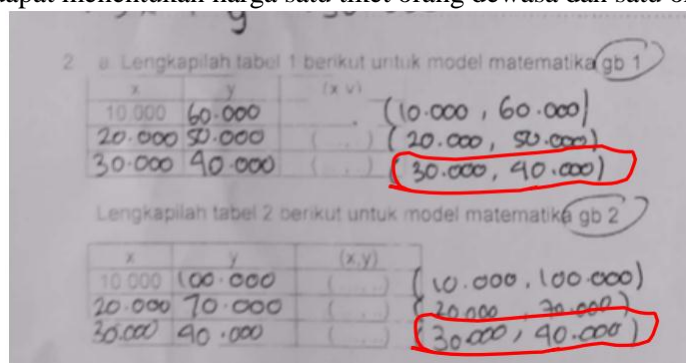 dapat menentukan harga satu tiket orang dewasa dan satu
2 a. Lengkapilah tabel 1 berikut untuk model matematika gb 1
x y (x,y)
10.000 60.000 (10.000, 60.000)
20.000 50.000 (....,....) (20.000, 50.000)
30.000 40.000 (....,....) (30.000, 40.000)
Lengkapilah tabel 2 berikut untuk model matematika gb 2
x y (x,y)
10.000 100.000 (....,....) (10.000, 100.000)
20.000 70.000 (....,....) (20.000, 70.000)
30.000 40.000 (....,....) (30.000, 40.000)